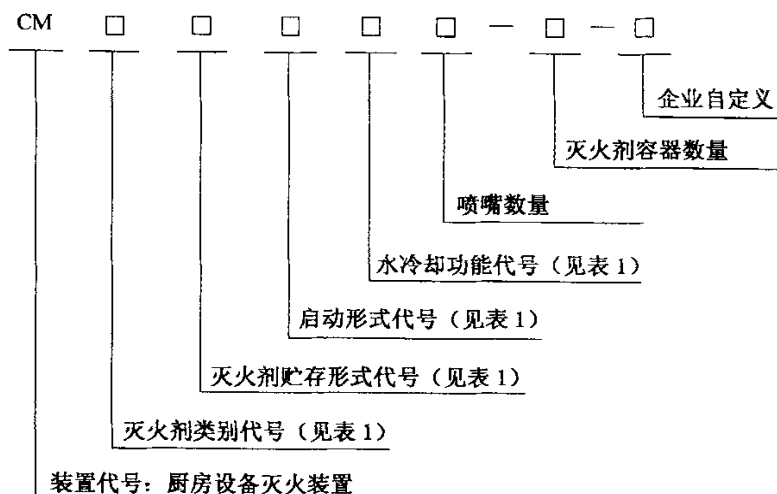 CM □ □ □ □ □ — □ — □
企业自定义
灭火剂容器数量
喷嘴数量
水冷却功能代号（见表 1）
启动形式代号（见表 1）
灭火剂贮存形式代号（见表 1）
灭火剂类别代号（见表 1）
装置代号：厨房设备灭火装置